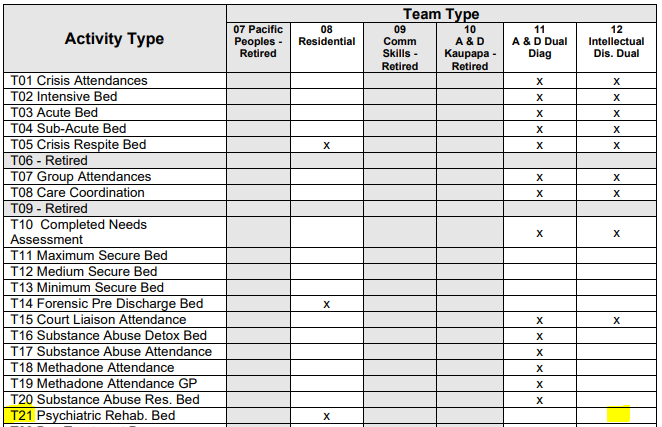 Activity Type
Team Type
07 Pacific Peoples - Retired
08 Residential
09 Comm Skills - Retired
10 A & D Kaupapa - Retired
11 A & D Dual Diag
12 Intellectual Dis. Dual
T01 Crisis Attendances x x
T02 Intensive Bed x x
T03 Acute Bed x x
T04 Sub-Acute Bed x x
T05 Crisis Respite Bed x x x
T06 - Retired
T07 Group Attendances x x
T08 Care Coordination x x
T09 - Retired
T10 Completed Needs
Assessment x x
T11 Maximum Secure Bed
T12 Medium Secure Bed
T13 Minimum Secure Bed
T14 Forensic Pre Discharge Bed x
T15 Court Liaison Attendance x x
T16 Substance Abuse Detox Bed x
T17 Substance Abuse Attendance x
T18 Methadone Attendance x
T19 Methadone Attendance GP x
T20 Substance Abuse Res. Bed x
T21 Psychiatric Rehab. Bed x